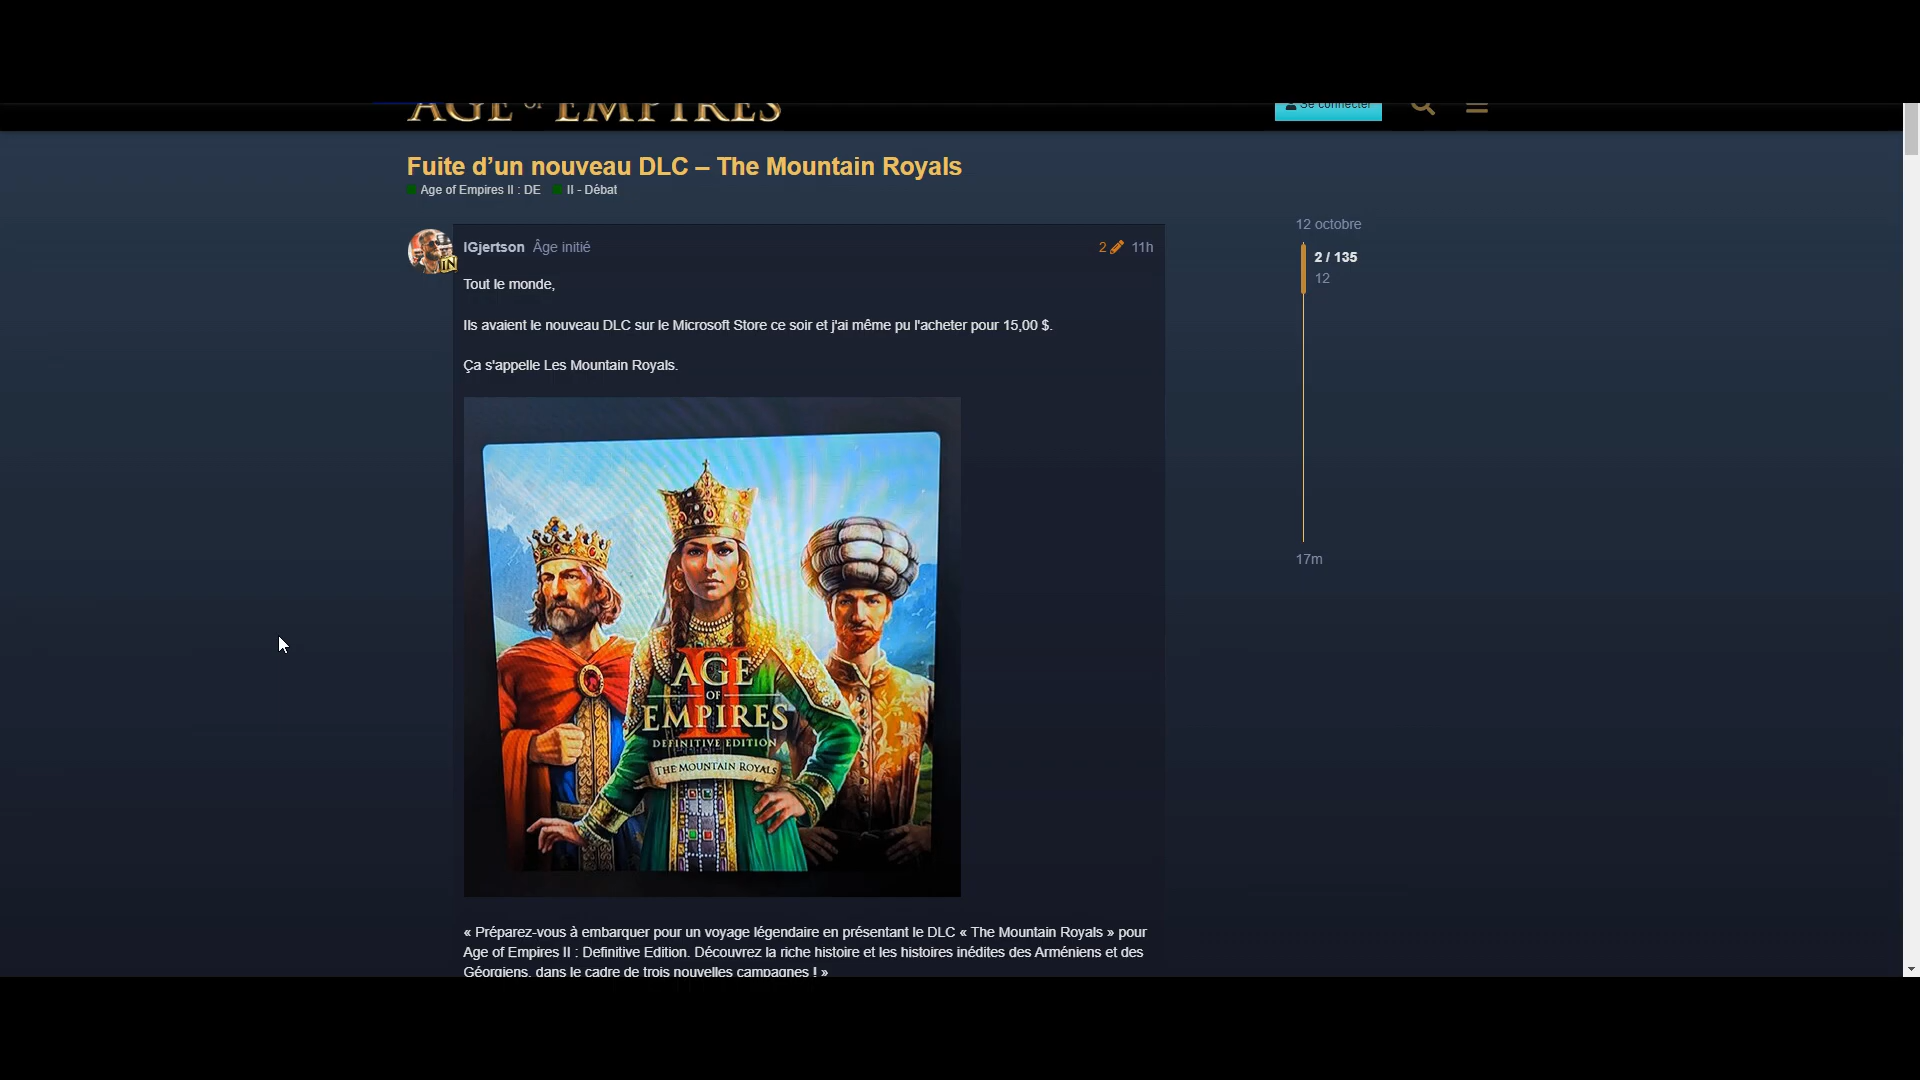 AGE OF EMPIRES
Se connecter
Fuite d’un nouveau DLC – The Mountain Royals
Age of Empires II : DE II - Débat
IGjertson Âge initié 2 11h
IN
Tout le monde,
Ils avaient le nouveau DLC sur le Microsoft Store ce soir et j'ai même pu l'acheter pour 15,00 $.
Ça s'appelle Les Mountain Royals.
AGE
OF
EMPIRES
II
DEFINITIVE EDITION
THE MOUNTAIN ROYALS
« Préparez-vous à embarquer pour un voyage légendaire en présentant le DLC « The Mountain Royals » pour
Age of Empires II : Definitive Edition. Découvrez la riche histoire et les histoires inédites des Arméniens et des
Géorgiens, dans le cadre de trois nouvelles campagnes ! »
12 octobre
2 / 135
12
17m